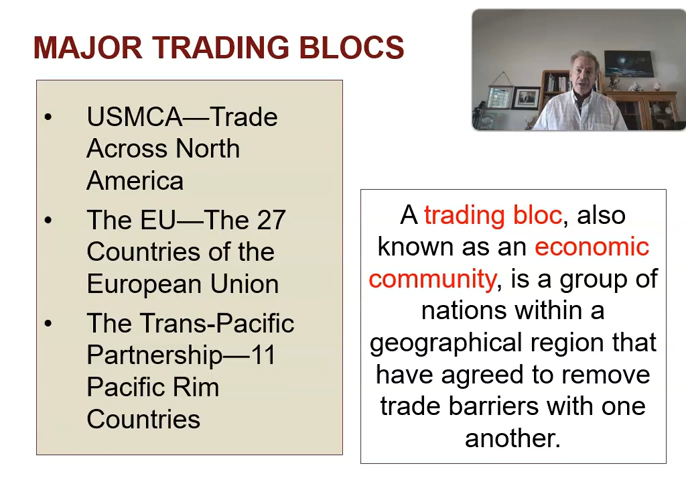 MAJOR TRADING BLOCS
• USMCA—Trade
Across North
America
• The EU—The 27
Countries of the
European Union
• The Trans-Pacific
Partnership—11
Pacific Rim
Countries
A trading bloc, also
known as an economic
community, is a group of
nations within a
geographical region that
have agreed to remove
trade barriers with one
another.